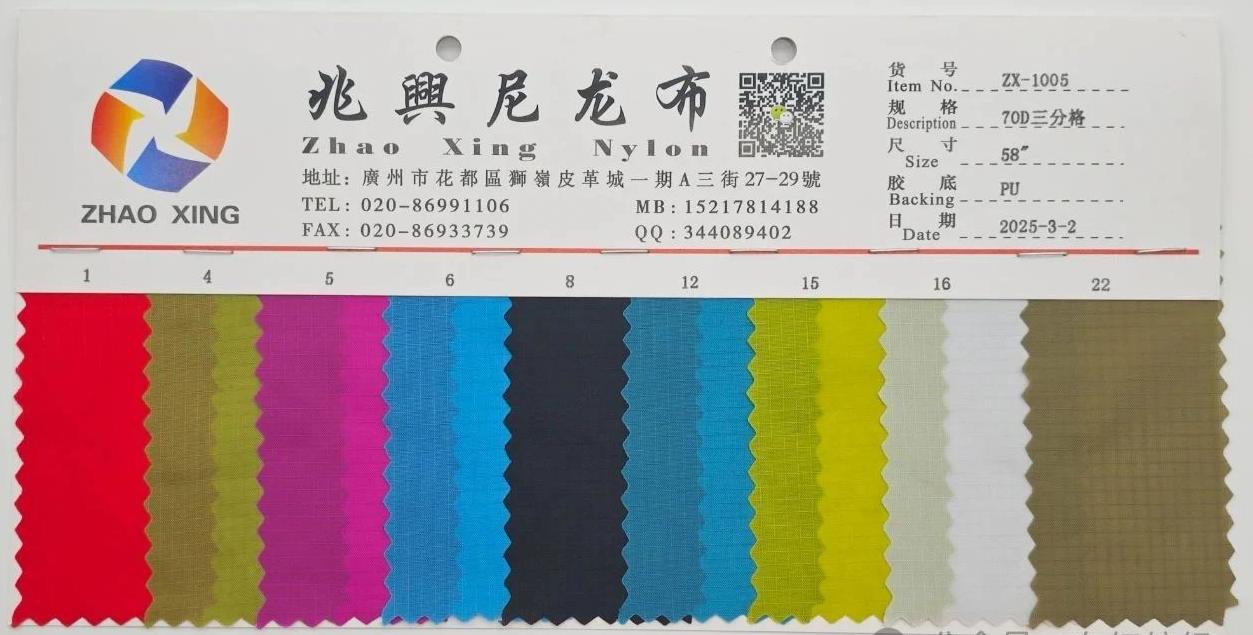 ZHAO XING
兆興尼龙布
Zhao Xing Nylon
地址：廣州市花都區獅嶺皮革城一期A三街27-29號
TEL: 020-86991106 MB: 15217814188
FAX: 020-86933739 QQ: 344089402
货号 Item No. ZX-1005
规格 Description 70D三分格
尺寸 Size 58″
胶底 Backing PU
日期 Date 2025-3-2
1 4 5 6 8 12 15 16 22